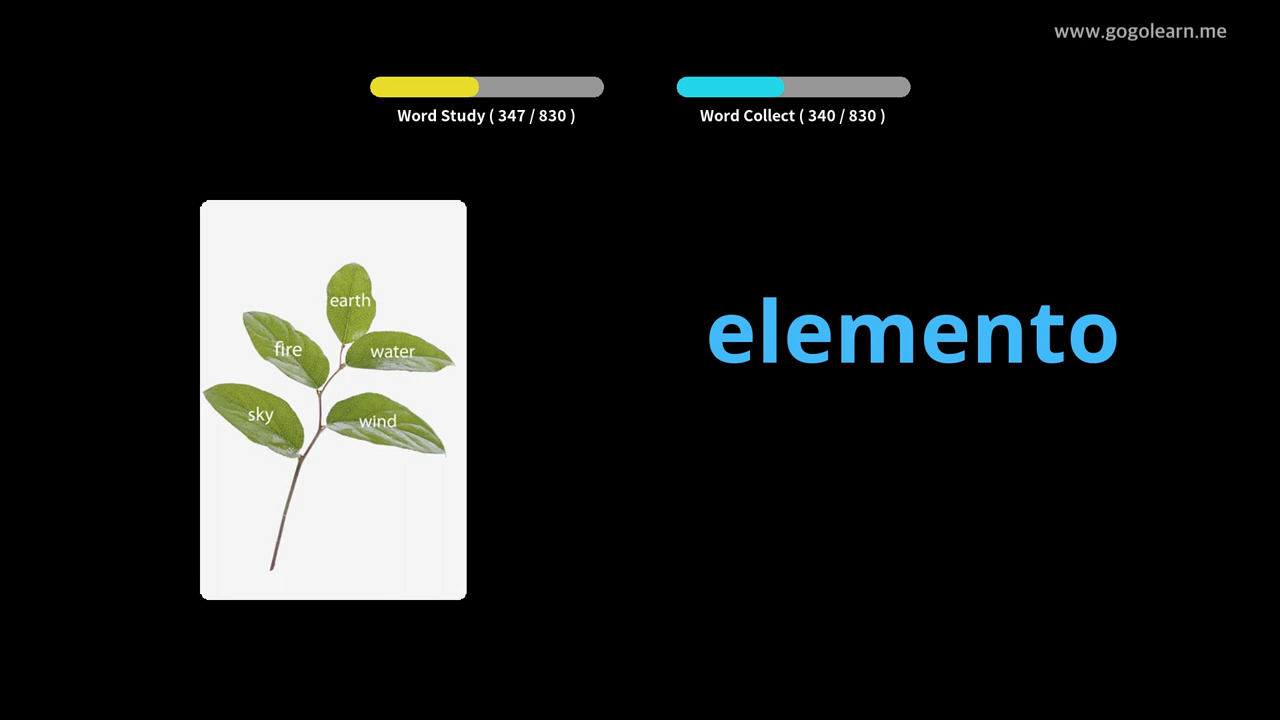 www.gogolearn.me
Word Study ( 347 / 830 )
Word Collect ( 340 / 830 )
earth
fire
water
sky
wind
elemento